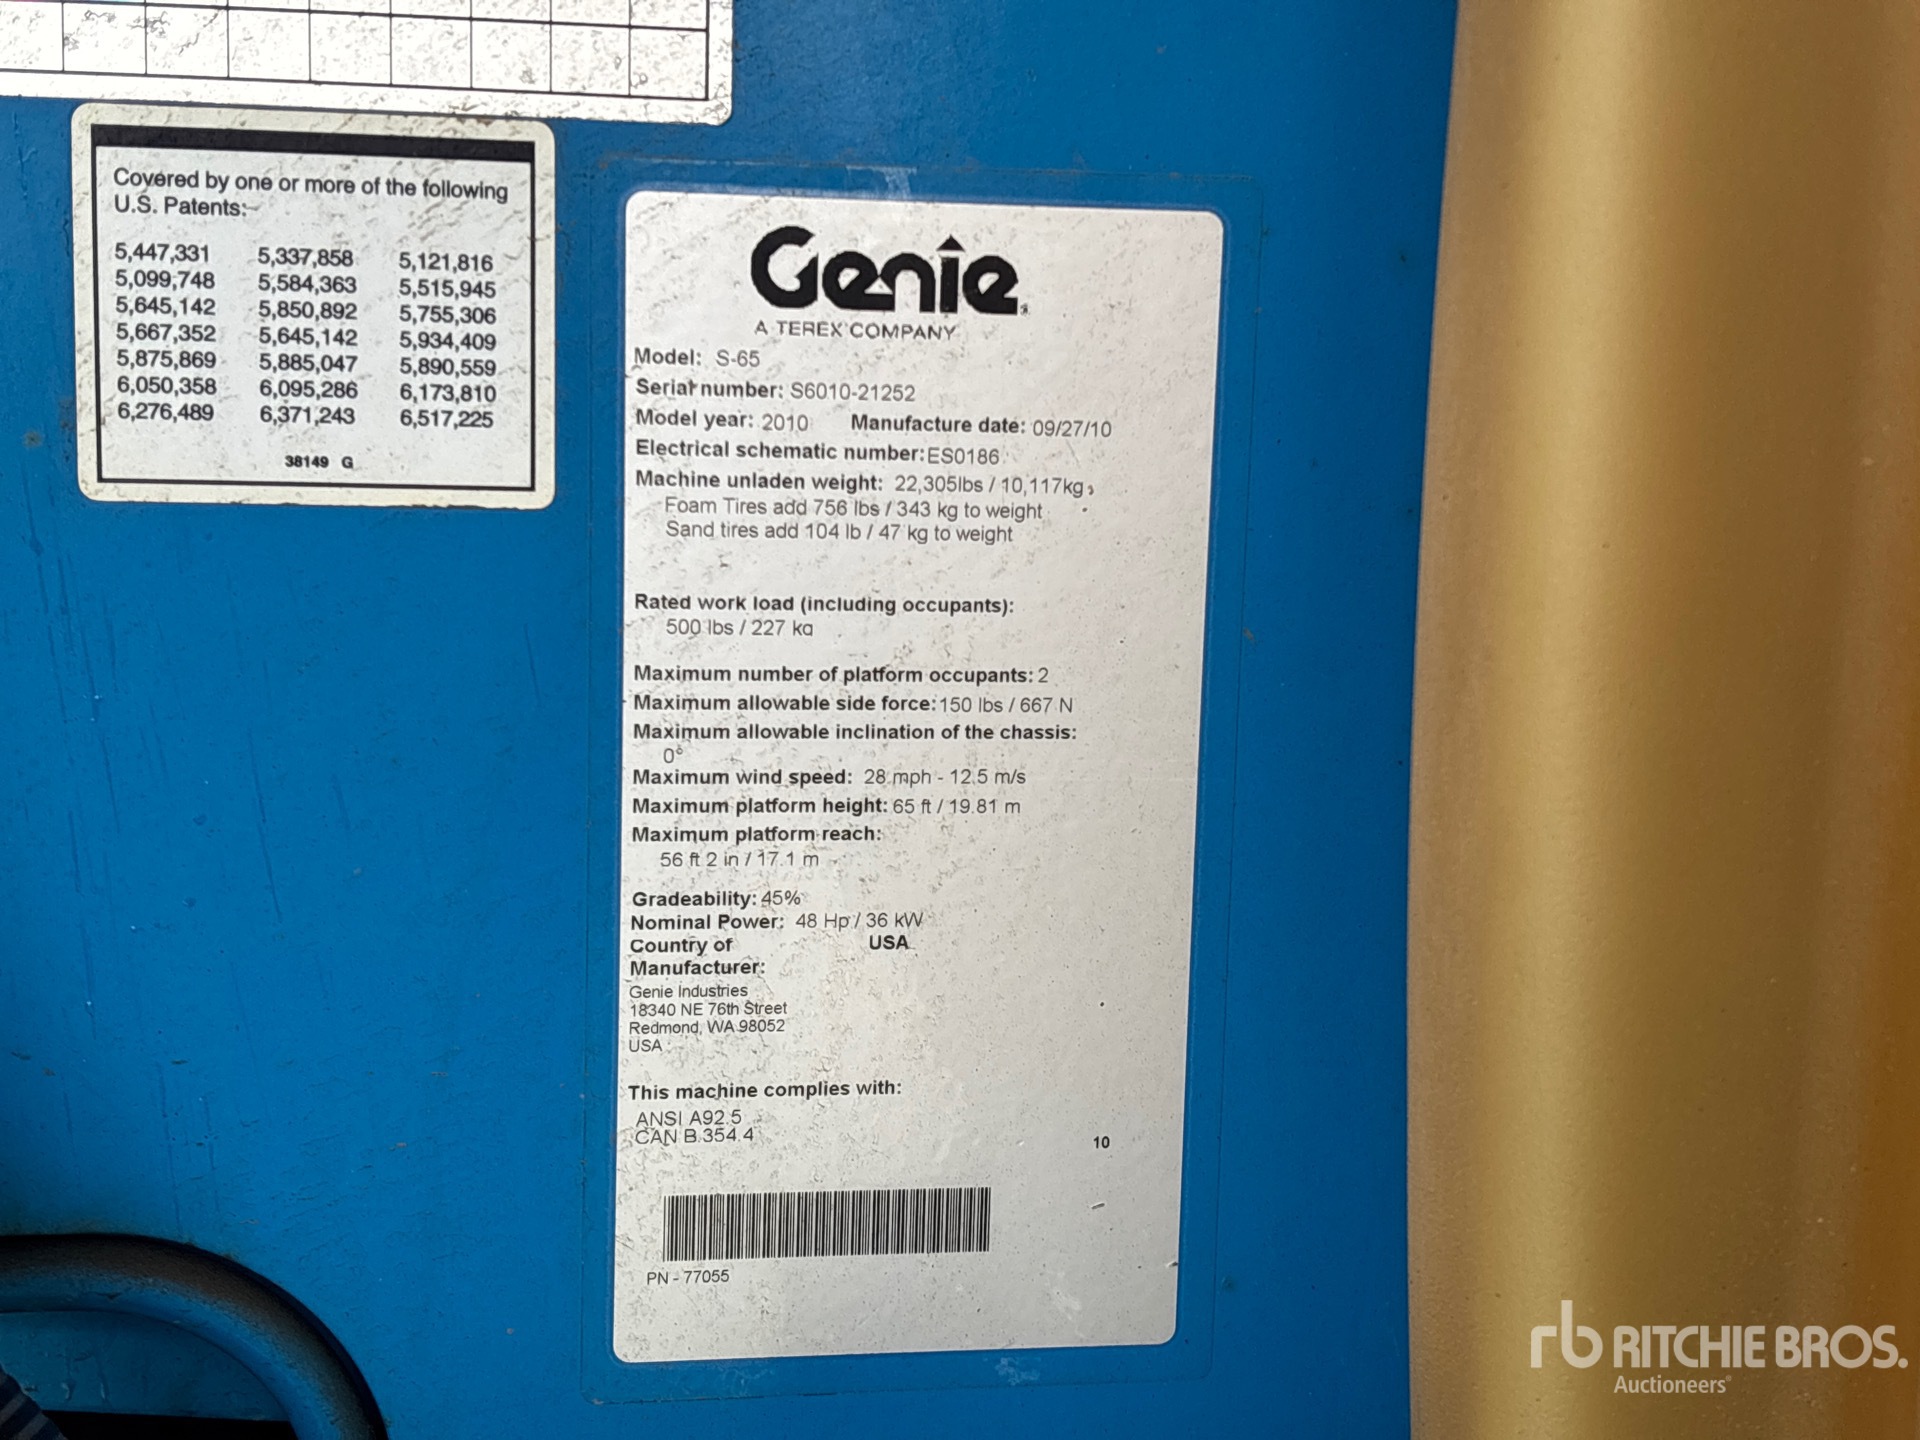 Covered by one or more of the following
U.S. Patents:
5,447,331 5,337,858 5,121,816
5,099,748 5,584,363 5,515,945
5,645,142 5,850,892 5,755,306
5,667,352 5,645,142 5,934,409
5,875,869 5,885,047 5,890,559
6,050,358 6,095,286 6,173,810
6,276,489 6,371,243 6,517,225
38149 G
Genie
A TEREX COMPANY
Model: S-65
Serial number: S6010-21252
Model year: 2010 Manufacture date: 09/27/10
Electrical schematic number: ES0186
Machine unladen weight: 22,305lbs / 10,117kg
Foam Tires add 756 lbs / 343 kg to weight
Sand tires add 104 lb / 47 kg to weight
Rated work load (including occupants):
500 lbs / 227 kg
Maximum number of platform occupants: 2
Maximum allowable side force: 150 lbs / 667 N
Maximum allowable inclination of the chassis:
0°
Maximum wind speed: 28 mph - 12.5 m/s
Maximum platform height: 65 ft / 19.81 m
Maximum platform reach:
56 ft 2 in / 17.1 m
Gradeability: 45%
Nominal Power: 48 Hp / 36 kW
Country of USA
Manufacturer:
Genie Industries
18340 NE 76th Street
Redmond, WA 98052
USA
This machine complies with:
ANSI A92.5
CAN B.354.4
10
PN - 77055
rb RITCHIE BROS.
Auctioneers